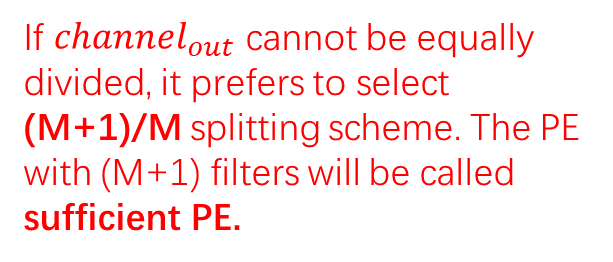 If channel_out cannot be equally
divided, it prefers to select
(M+1)/M splitting scheme. The PE
with (M+1) filters will be called
sufficient PE.